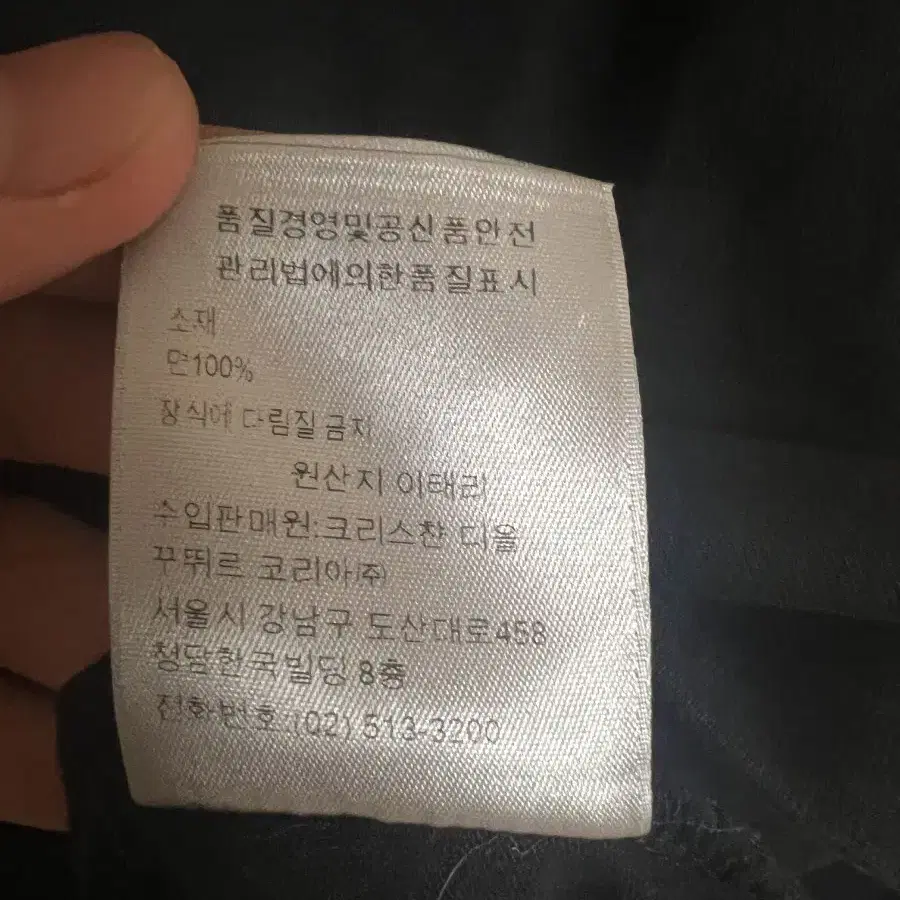 품질경영및공신품안전
관리법에의한품질표시
소재
면100%
장식에 다림질금지
원산지 이태리
수입판매원:크리스챤 디올
꾸뛰르 코리아(주)
서울시 강남구 도산대로458
청담한국빌딩 8층
전화번호:(02) 513-3200